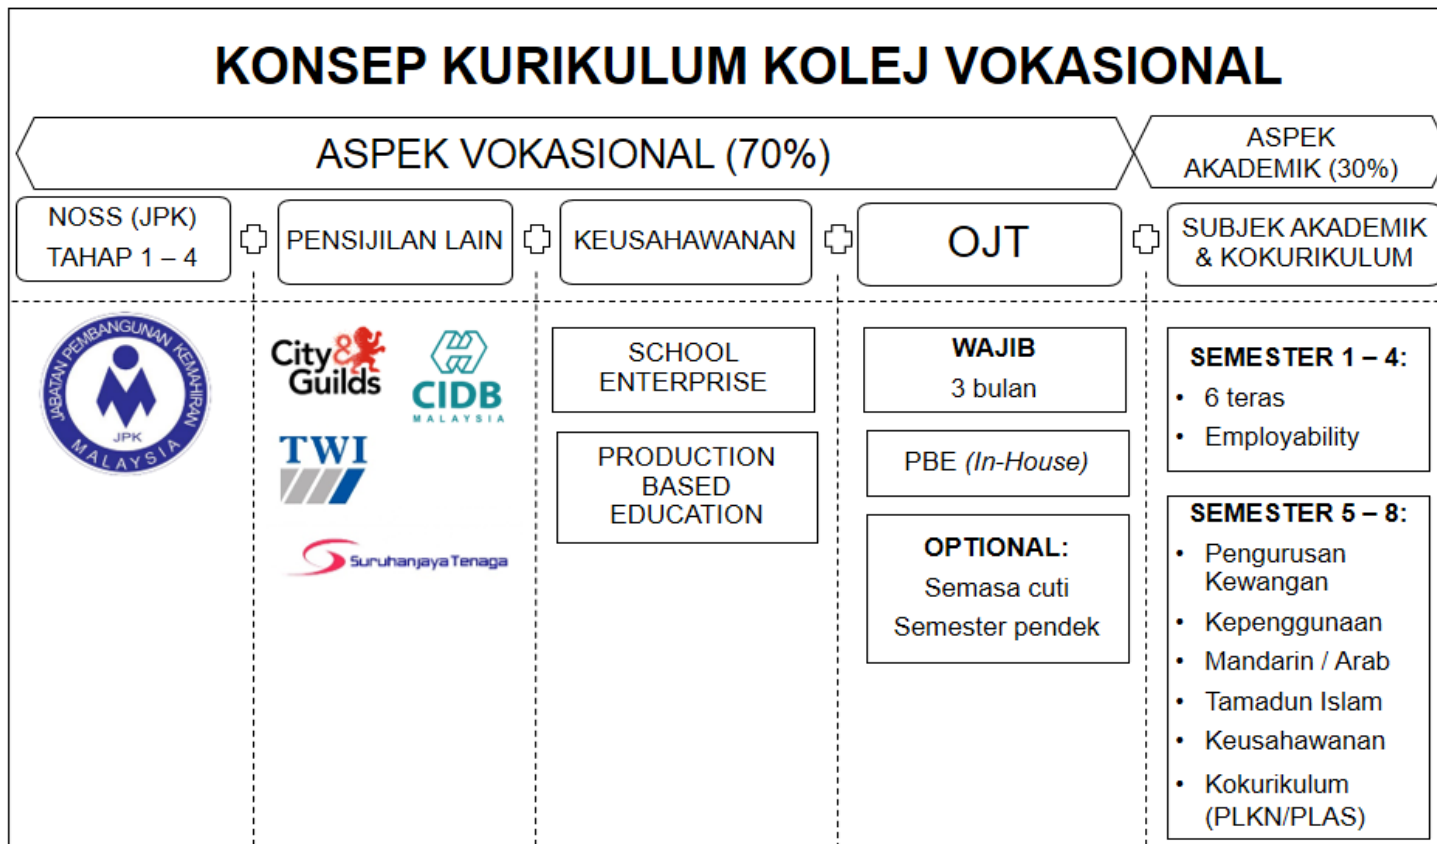 KONSEP KURIKULUM KOLEJ VOKASIONAL
ASPEK VOKASIONAL (70%)
ASPEK
AKADEMIK (30%)
NOSS (JPK)
TAHAP 1 – 4
PENSIJILAN LAIN
KEUSAHAWANAN
OJT
SUBJEK AKADEMIK
& KOKURIKULUM
JABATAN PEMBANGUNAN KEMAHIRAN
JPK
MALAYSIA
City &
Guilds
CIDB
MALAYSIA
TWI
Suruhanjaya Tenaga
SCHOOL
ENTERPRISE
PRODUCTION
BASED
EDUCATION
WAJIB
3 bulan
PBE (In-House)
OPTIONAL:
Semasa cuti
Semester pendek
SEMESTER 1 – 4:
• 6 teras
• Employability
SEMESTER 5 – 8:
• Pengurusan
Kewangan
• Kepenggunaan
• Mandarin / Arab
• Tamadun Islam
• Keusahawanan
• Kokurikulum
(PLKN/PLAS)